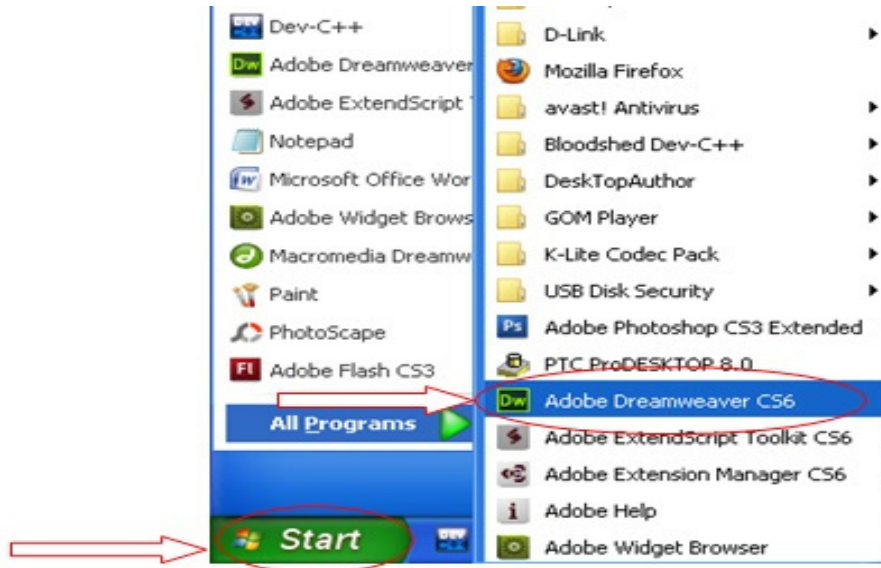 Dev-C++
Adobe Dreamweaver
Adobe ExtendScript
Notepad
Microsoft Office Wor
Adobe Widget Brows
Macromedia Dreamw
Paint
PhotoScape
Adobe Flash CS3
All Programs
Start
D-Link
Mozilla Firefox
avast! Antivirus
Bloodshed Dev-C++
DeskTopAuthor
GOM Player
K-Lite Codec Pack
USB Disk Security
Adobe Photoshop CS3 Extended
PTC ProDESKTOP 8.0
Adobe Dreamweaver CS6
Adobe ExtendScript Toolkit CS6
Adobe Extension Manager CS6
Adobe Help
Adobe Widget Browser